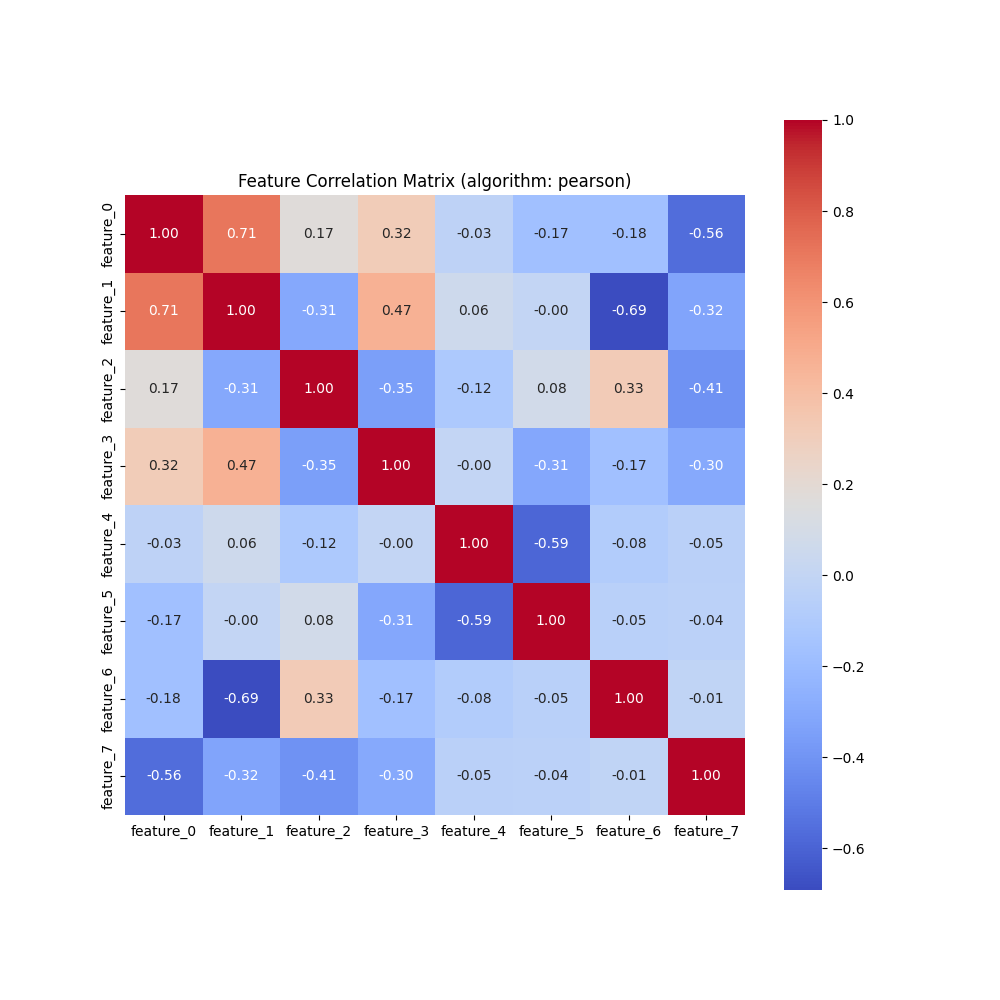 Feature Correlation Matrix (algorithm: pearson)
feature_0 1.00 0.71 0.17 0.32 -0.03 -0.17 -0.18 -0.56
feature_1 0.71 1.00 -0.31 0.47 0.06 -0.00 -0.69 -0.32
feature_2 0.17 -0.31 1.00 -0.35 -0.12 0.08 0.33 -0.41
feature_3 0.32 0.47 -0.35 1.00 -0.00 -0.31 -0.17 -0.30
feature_4 -0.03 0.06 -0.12 -0.00 1.00 -0.59 -0.08 -0.05
feature_5 -0.17 -0.00 0.08 -0.31 -0.59 1.00 -0.05 -0.04
feature_6 -0.18 -0.69 0.33 -0.17 -0.08 -0.05 1.00 -0.01
feature_7 -0.56 -0.32 -0.41 -0.30 -0.05 -0.04 -0.01 1.00
feature_0 feature_1 feature_2 feature_3 feature_4 feature_5 feature_6 feature_7
1.0
0.8
0.6
0.4
0.2
0.0
−0.2
−0.4
−0.6